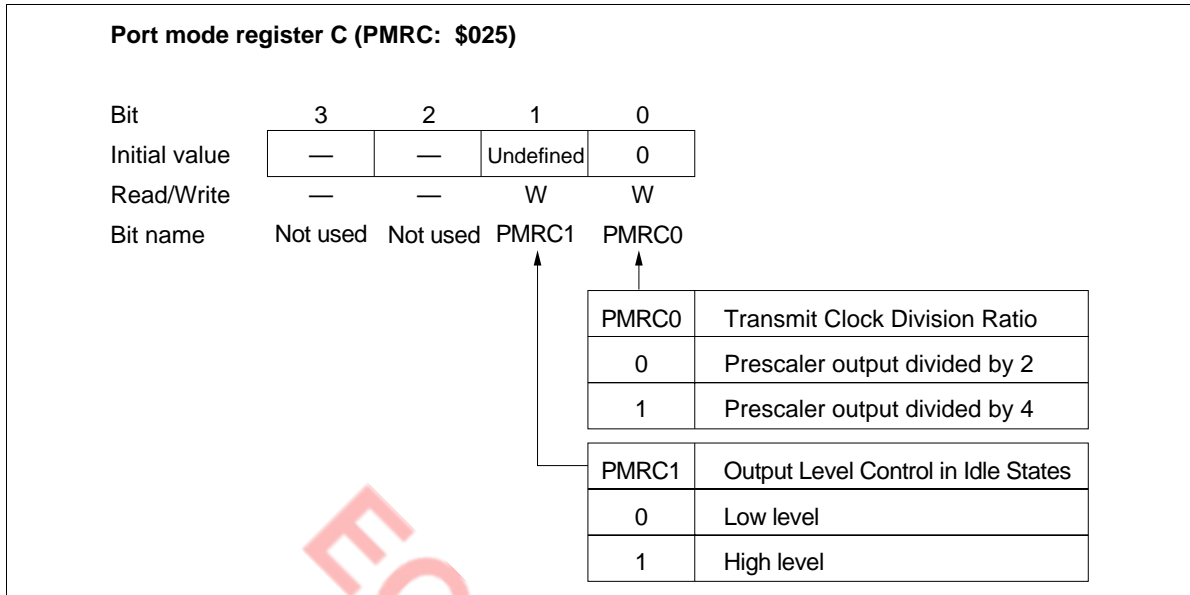 Port mode register C (PMRC: $025)
Bit 3 2 1 0
Initial value — — Undefined 0
Read/Write — — W W
Bit name Not used Not used PMRC1 PMRC0
PMRC0 Transmit Clock Division Ratio
0 Prescaler output divided by 2
1 Prescaler output divided by 4
PMRC1 Output Level Control in Idle States
0 Low level
1 High level